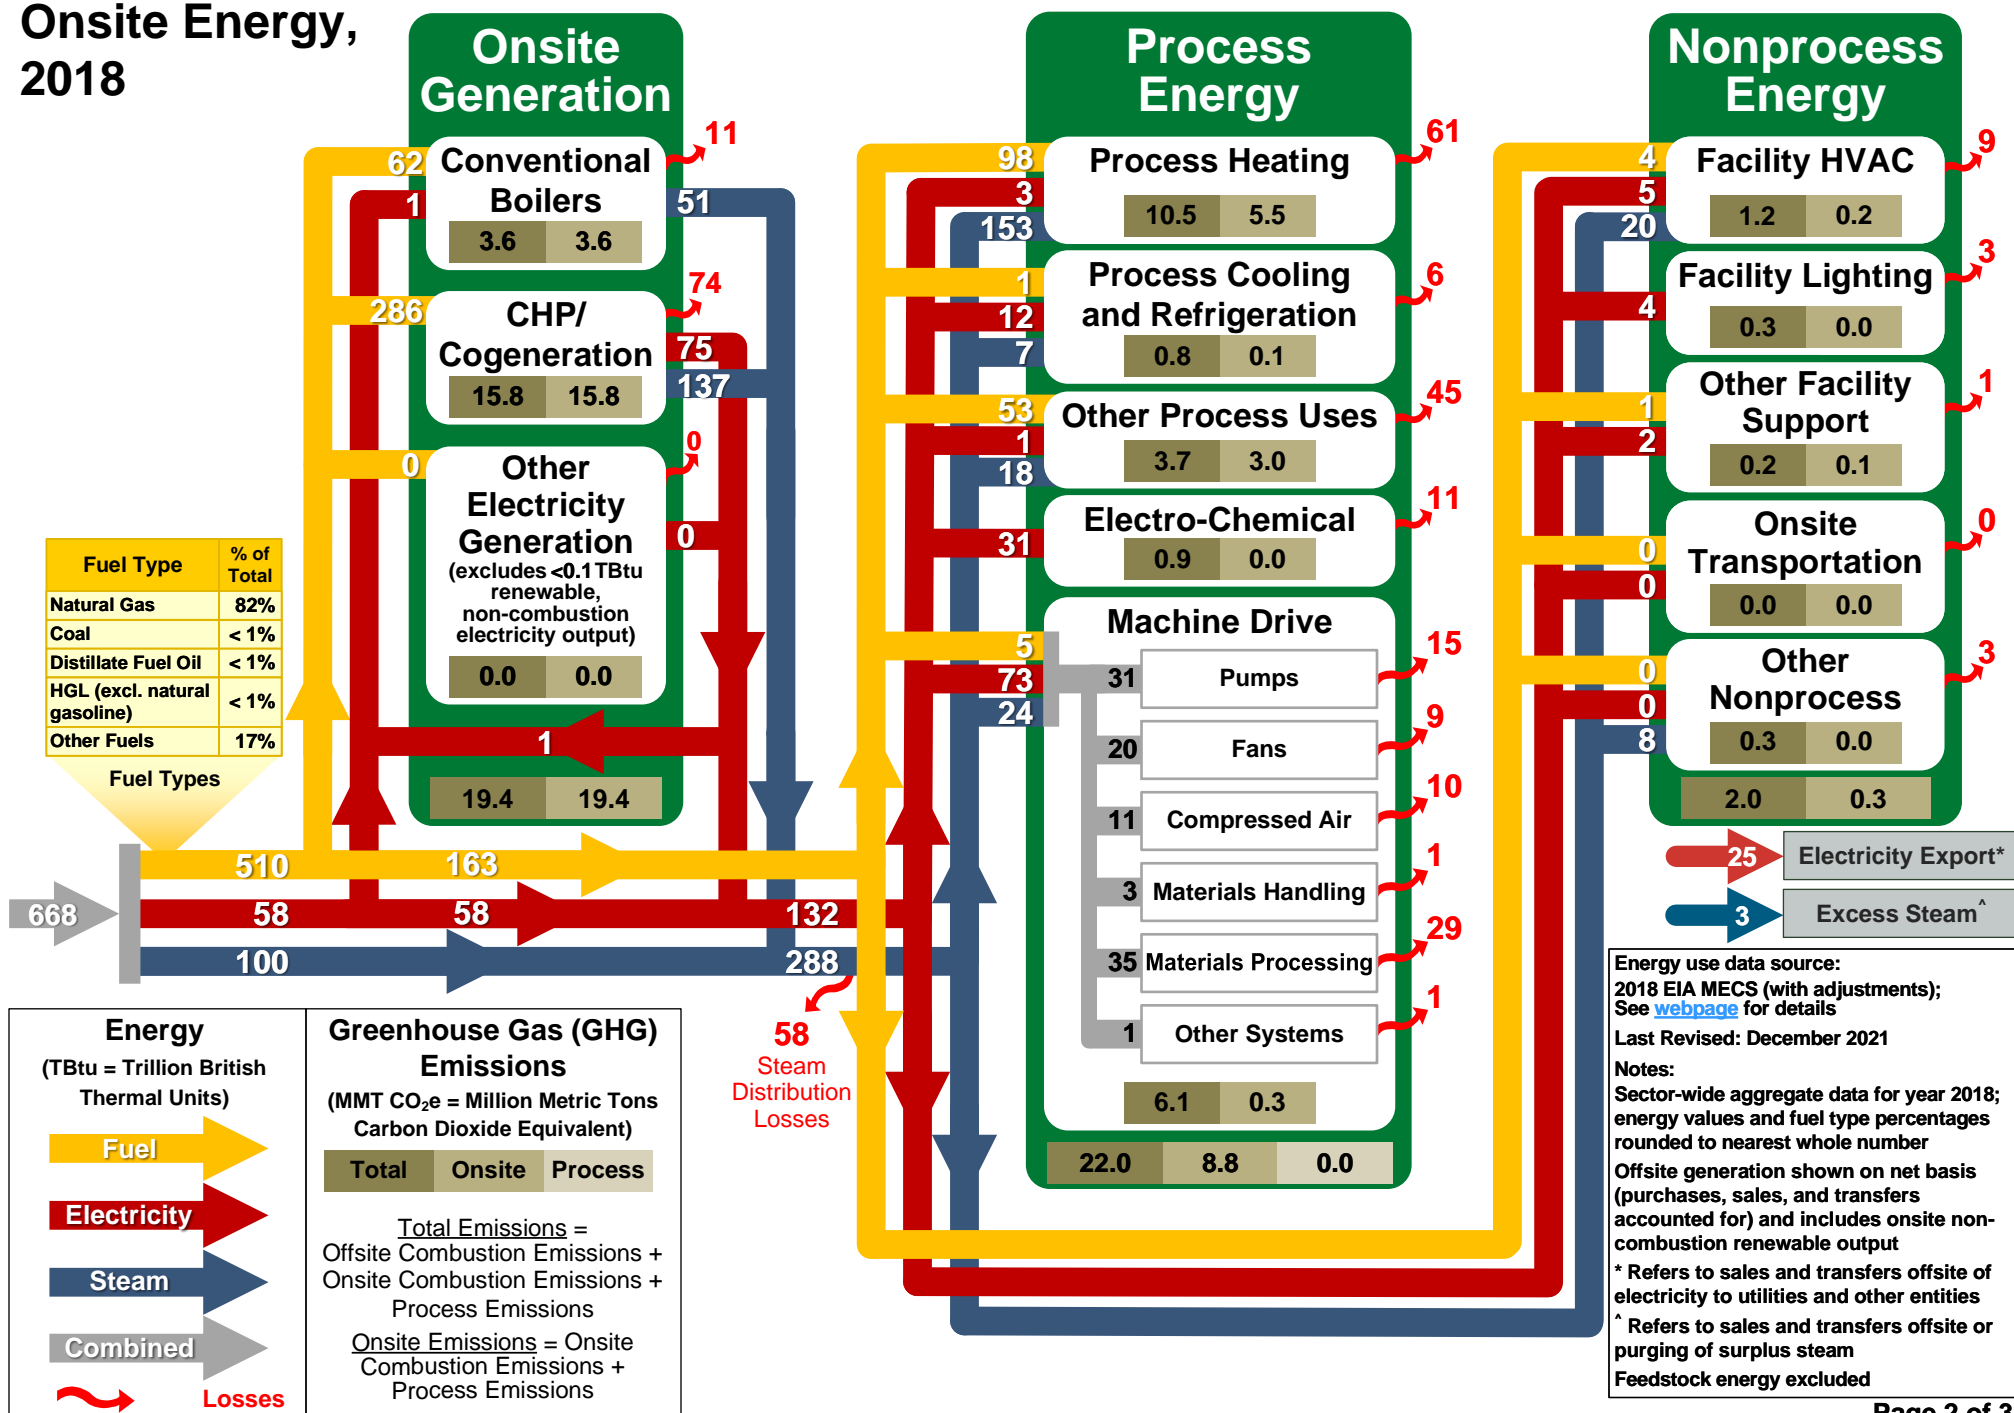 Onsite Energy,
2018
Onsite
Generation
62
1
Conventional
Boilers
3.6 3.6
11
51
286
CHP/
Cogeneration
15.8 15.8
74
75
137
0
Other
Electricity
Generation
(excludes <0.1 TBtu
renewable,
non-combustion
electricity output)
0.0 0.0
0
0
1
19.4 19.4
Fuel Type % of Total
Natural Gas 82%
Coal < 1%
Distillate Fuel Oil < 1%
HGL (excl. natural gasoline) < 1%
Other Fuels 17%
Fuel Types
668
510 163
58 58 132
100 288
58
Steam
Distribution
Losses
Process
Energy
98
3
153
Process Heating
10.5 5.5
61
1
12
7
Process Cooling
and Refrigeration
0.8 0.1
6
53
1
18
Other Process Uses
3.7 3.0
45
31
Electro-Chemical
0.9 0.0
11
5
73
24
Machine Drive
31 Pumps 15
20 Fans 9
11 Compressed Air 10
3 Materials Handling 1
35 Materials Processing 29
1 Other Systems 1
6.1 0.3
22.0 8.8 0.0
Nonprocess
Energy
4
5
20
Facility HVAC
1.2 0.2
9
4
Facility Lighting
0.3 0.0
3
1
2
Other Facility
Support
0.2 0.1
1
0
0
Onsite
Transportation
0.0 0.0
0
0
0
8
Other
Nonprocess
0.3 0.0
3
2.0 0.3
25 Electricity Export*
3 Excess Steam^
Energy use data source:
2018 EIA MECS (with adjustments);
See webpage for details
Last Revised: December 2021
Notes:
Sector-wide aggregate data for year 2018;
energy values and fuel type percentages
rounded to nearest whole number
Offsite generation shown on net basis
(purchases, sales, and transfers
accounted for) and includes onsite non-
combustion renewable output
* Refers to sales and transfers offsite of
electricity to utilities and other entities
^ Refers to sales and transfers offsite or
purging of surplus steam
Feedstock energy excluded
Page 2 of 3
Energy
(TBtu = Trillion British
Thermal Units)
Fuel
Electricity
Steam
Combined
Losses
Greenhouse Gas (GHG)
Emissions
(MMT CO₂e = Million Metric Tons
Carbon Dioxide Equivalent)
Total Onsite Process
Total Emissions =
Offsite Combustion Emissions +
Onsite Combustion Emissions +
Process Emissions
Onsite Emissions = Onsite
Combustion Emissions +
Process Emissions